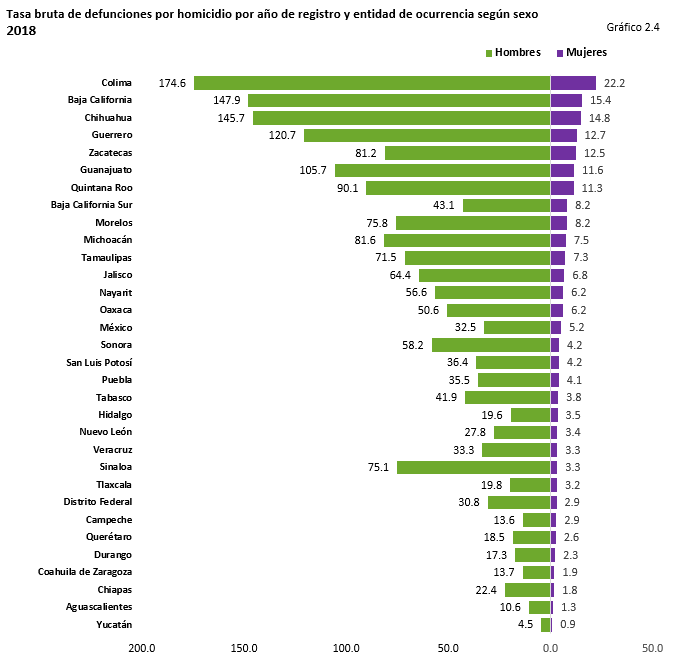 Tasa bruta de defunciones por homicidio por año de registro y entidad de ocurrencia según sexo
2018
Gráfico 2.4
Hombres Mujeres
Colima 174.6 22.2
Baja California 147.9 15.4
Chihuahua 145.7 14.8
Guerrero 120.7 12.7
Zacatecas 81.2 12.5
Guanajuato 105.7 11.6
Quintana Roo 90.1 11.3
Baja California Sur 43.1 8.2
Morelos 75.8 8.2
Michoacán 81.6 7.5
Tamaulipas 71.5 7.3
Jalisco 64.4 6.8
Nayarit 56.6 6.2
Oaxaca 50.6 6.2
México 32.5 5.2
Sonora 58.2 4.2
San Luis Potosí 36.4 4.2
Puebla 35.5 4.1
Tabasco 41.9 3.8
Hidalgo 19.6 3.5
Nuevo León 27.8 3.4
Veracruz 33.3 3.3
Sinaloa 75.1 3.3
Tlaxcala 19.8 3.2
Distrito Federal 30.8 2.9
Campeche 13.6 2.9
Querétaro 18.5 2.6
Durango 17.3 2.3
Coahuila de Zaragoza 13.7 1.9
Chiapas 22.4 1.8
Aguascalientes 10.6 1.3
Yucatán 4.5 0.9
200.0 150.0 100.0 50.0 0.0 50.0